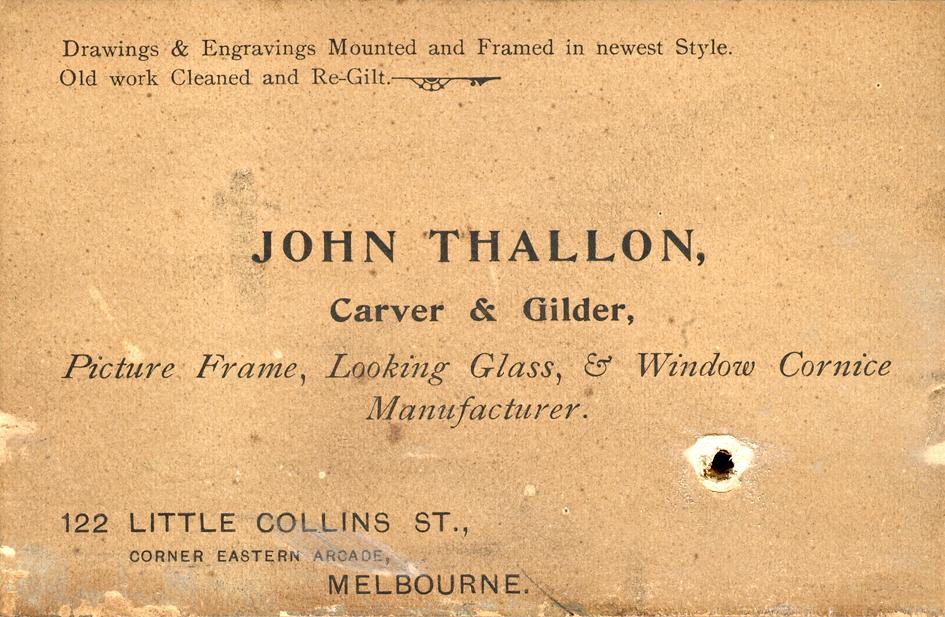 Drawings & Engravings Mounted and Framed in newest Style.
Old work Cleaned and Re-Gilt.
JOHN THALLON,
Carver & Gilder,
Picture Frame, Looking Glass, & Window Cornice
Manufacturer.
122 LITTLE COLLINS ST.,
CORNER EASTERN ARCADE,
MELBOURNE.